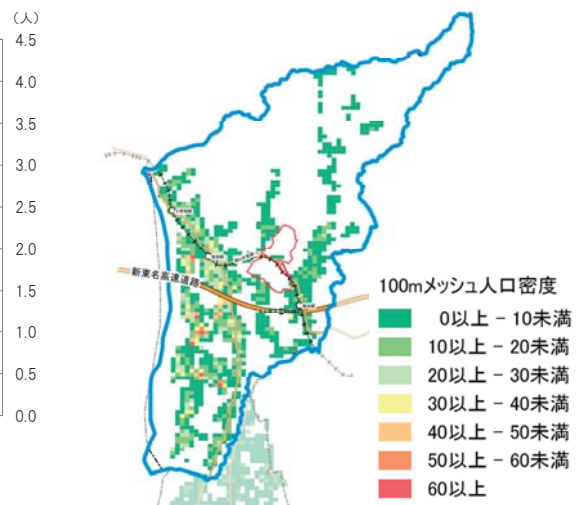 (人)
4.5
4.0
3.5
3.0
2.5
2.0
1.5
1.0
0.5
0.0
新東名高速道路
100mメッシュ人口密度
0以上 − 10未満
10以上 − 20未満
20以上 − 30未満
30以上 − 40未満
40以上 − 50未満
50以上 − 60未満
60以上